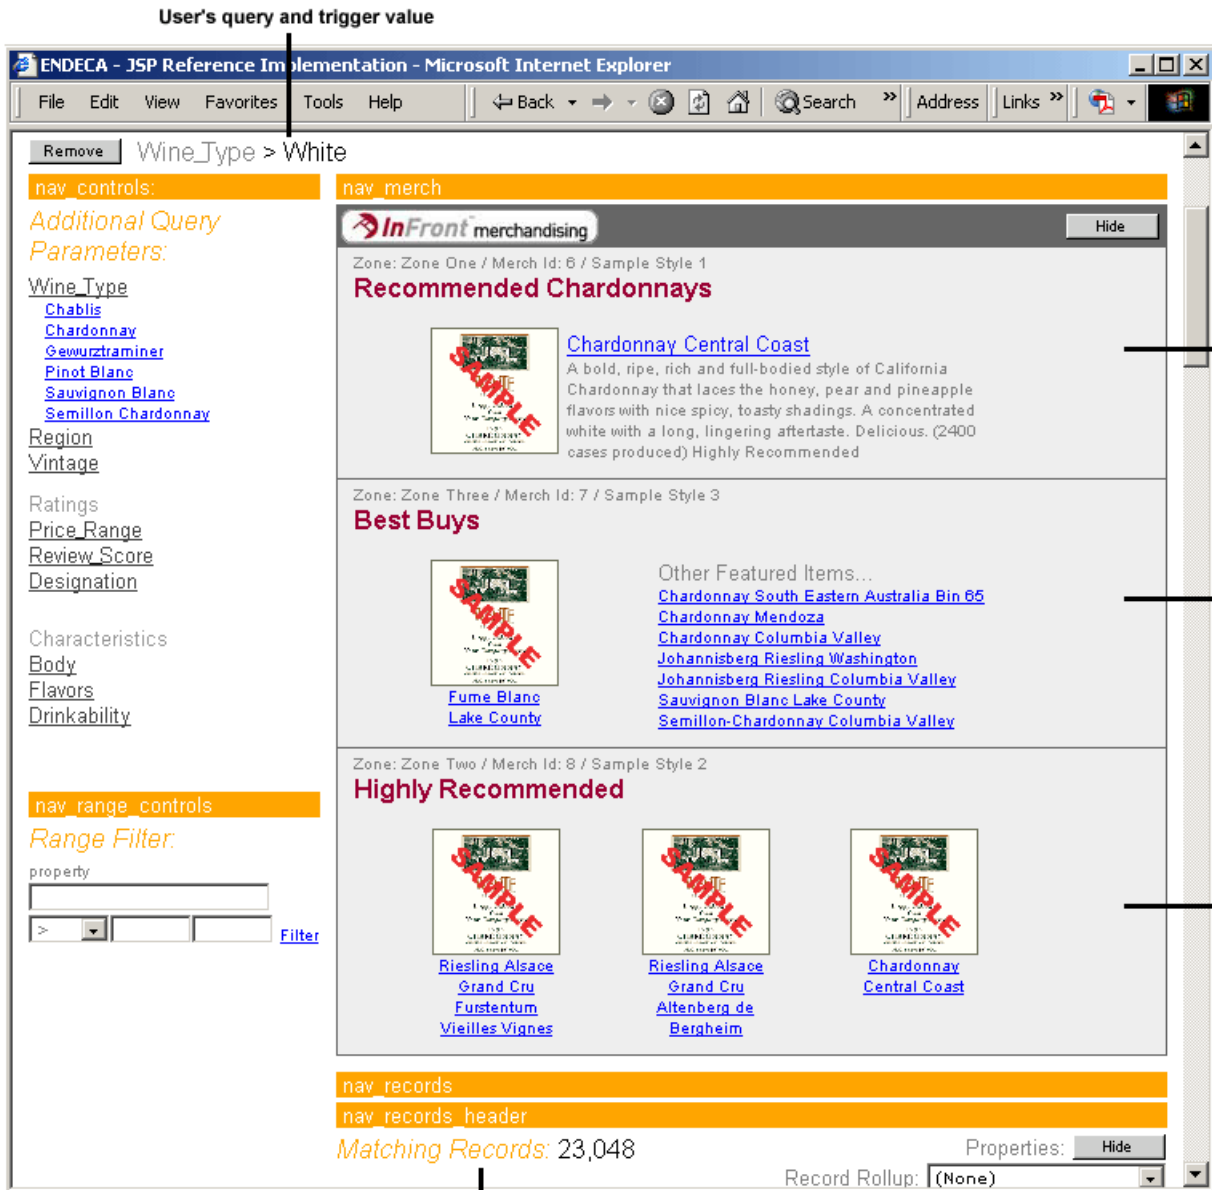 User's query and trigger value
ENDECA - JSP Reference Implementation - Microsoft Internet Explorer
File Edit View Favorites Tools Help
Back Search » Address Links »
Remove Wine_Type > White
nav_controls:
Additional Query
Parameters:
Wine_Type
Chablis
Chardonnay
Gewurztraminer
Pinot Blanc
Sauvignon Blanc
Semillon Chardonnay
Region
Vintage
Ratings
Price_Range
Review_Score
Designation
Characteristics
Body
Flavors
Drinkability
nav_range_controls
Range Filter:
property
>
Filter
nav_merch
InFront merchandising
Hide
Zone: Zone One / Merch Id: 6 / Sample Style 1
Recommended Chardonnays
SAMPLE
Chardonnay Central Coast
A bold, ripe, rich and full-bodied style of California
Chardonnay that laces the honey, pear and pineapple
flavors with nice spicy, toasty shadings. A concentrated
white with a long, lingering aftertaste. Delicious. (2400
cases produced) Highly Recommended
Zone: Zone Three / Merch Id: 7 / Sample Style 3
Best Buys
SAMPLE
Fume Blanc
Lake County
Other Featured Items...
Chardonnay South Eastern Australia Bin 65
Chardonnay Mendoza
Chardonnay Columbia Valley
Johannisberg Riesling Washington
Johannisberg Riesling Columbia Valley
Sauvignon Blanc Lake County
Semillon-Chardonnay Columbia Valley
Zone: Zone Two / Merch Id: 8 / Sample Style 2
Highly Recommended
SAMPLE
Riesling Alsace
Grand Cru
Furstentum
Vieilles Vignes
SAMPLE
Riesling Alsace
Grand Cru
Altenberg de
Bergheim
SAMPLE
Chardonnay
Central Coast
nav_records
nav_records_header
Matching Records: 23,048
Properties: Hide
Record Rollup: (None)